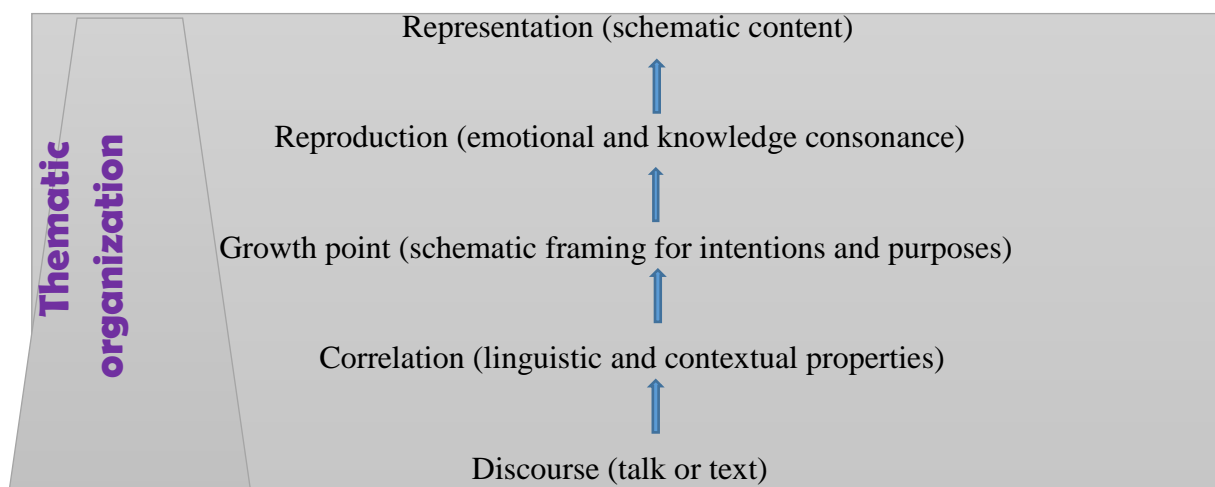 Representation (schematic content)
Reproduction (emotional and knowledge consonance)
Growth point (schematic framing for intentions and purposes)
Correlation (linguistic and contextual properties)
Discourse (talk or text)
Thematic
organization